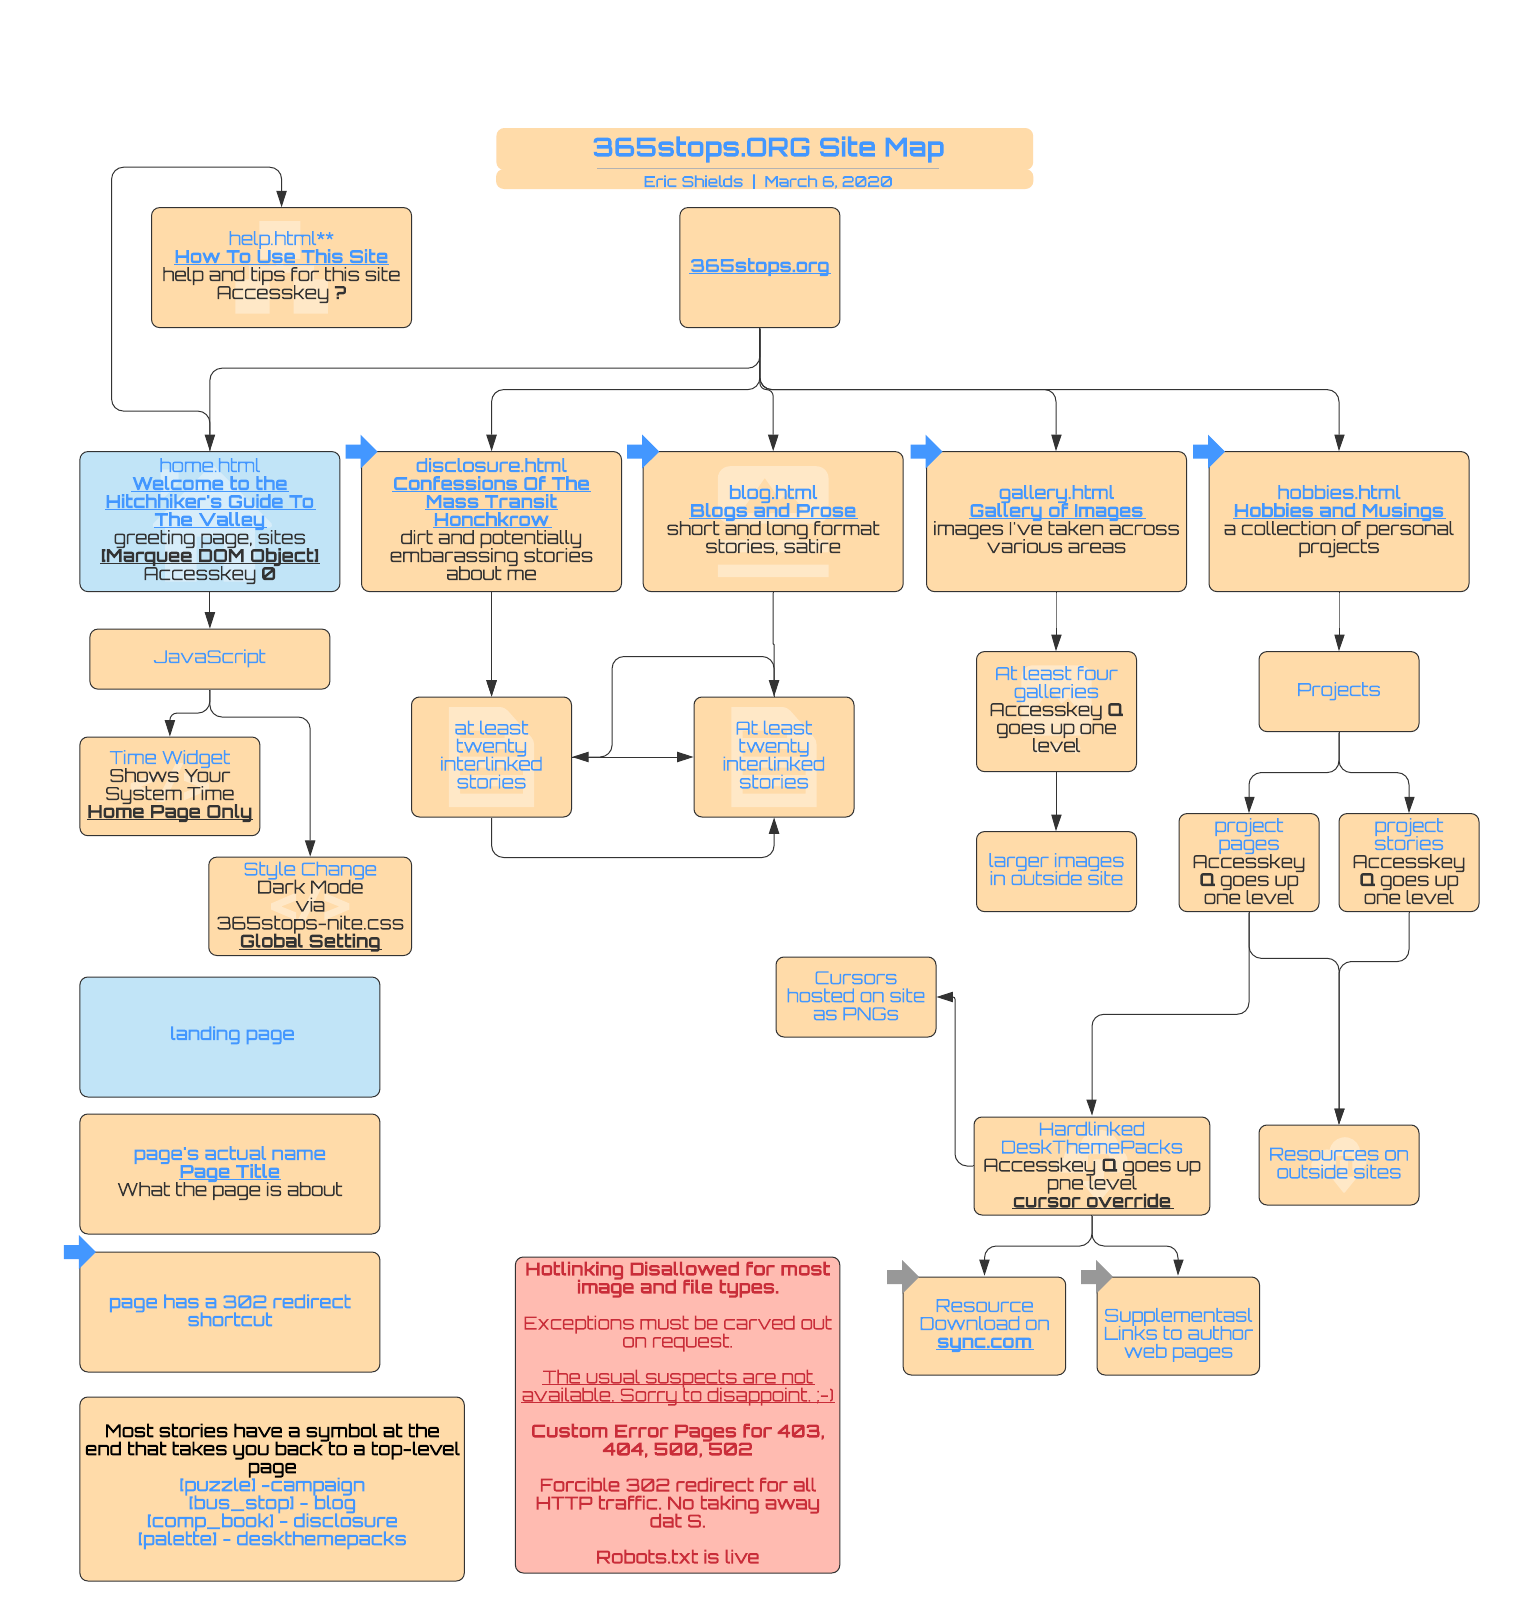 365stops.ORG Site Map
Eric Shields | March 6, 2020
help.html**
How To Use This Site
help and tips for this site
Accesskey ?
365stops.org
home.html
Welcome to the
Hitchhiker's Guide To
The Valley
greeting page, sites
[Marquee DOM Object]
Accesskey 0
disclosure.html
Confessions Of The
Mass Transit
Honchkrow
dirt and potentially
embarassing stories
about me
blog.html
Blogs and Prose
short and long format
stories, satire
gallery.html
Gallery of Images
images I've taken across
various areas
hobbies.html
Hobbies and Musings
a collection of personal
projects
JavaScript
Time Widget
Shows Your
System Time
Home Page Only
Style Change
Dark Mode
via
365stops-nite.css
Global Setting
at least
twenty
interlinked
stories
At least
twenty
interlinked
stories
At least four
galleries
Accesskey Q
goes up one
level
larger images
in outside site
Projects
project
pages
Accesskey
Q goes up
one level
project
stories
Accesskey
Q goes up
one level
Cursors
hosted on site
as PNGs
Hardlinked
DeskThemePacks
Accesskey Q goes up
pne level
cursor override
Resources on
outside sites
Resource
Download on
sync.com
Supplementasl
Links to author
web pages
landing page
page's actual name
Page Title
What the page is about
page has a 302 redirect
shortcut
Most stories have a symbol at the
end that takes you back to a top-level
page
[puzzle] -campaign
[bus_stop] - blog
[comp_book] - disclosure
[palette] - deskthemepacks
Hotlinking Disallowed for most
image and file types.
Exceptions must be carved out
on request.
The usual suspects are not
available. Sorry to disappoint. ;-)
Custom Error Pages for 403,
404, 500, 502
Forcible 302 redirect for all
HTTP traffic. No taking away
dat S.
Robots.txt is live